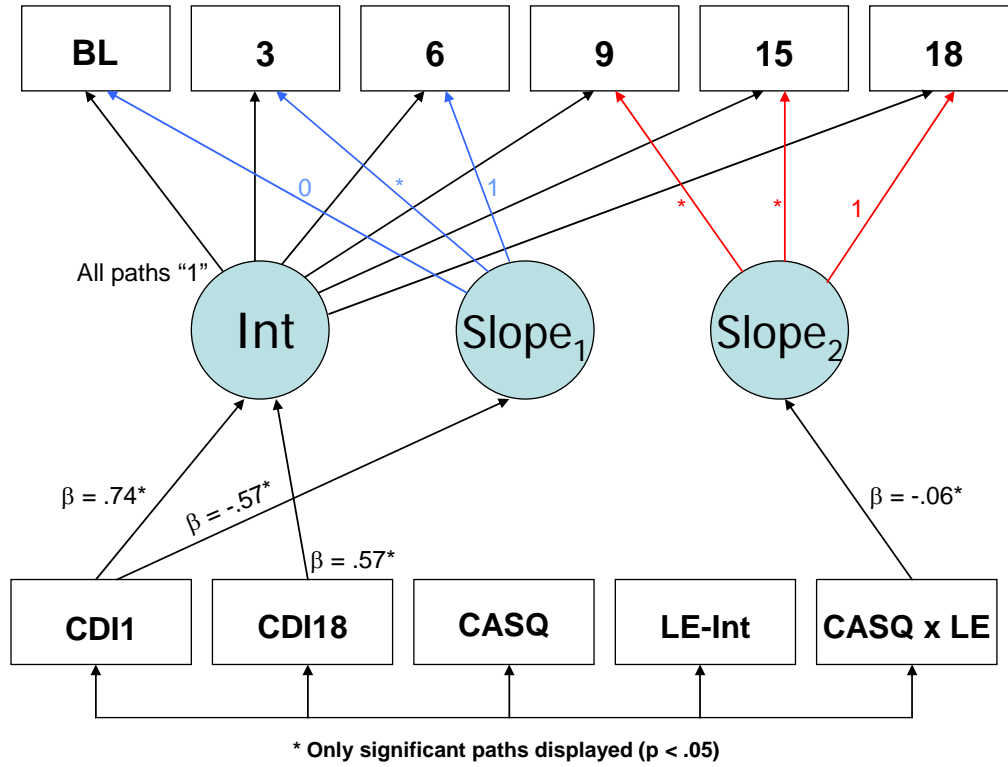 BL 3 6 9 15 18
0 * 1 * * 1
All paths “1”
Int Slope₁ Slope₂
β = .74* β = -.57* β = .57* β = -.06*
CDI1 CDI18 CASQ LE-Int CASQ x LE
* Only significant paths displayed (p < .05)